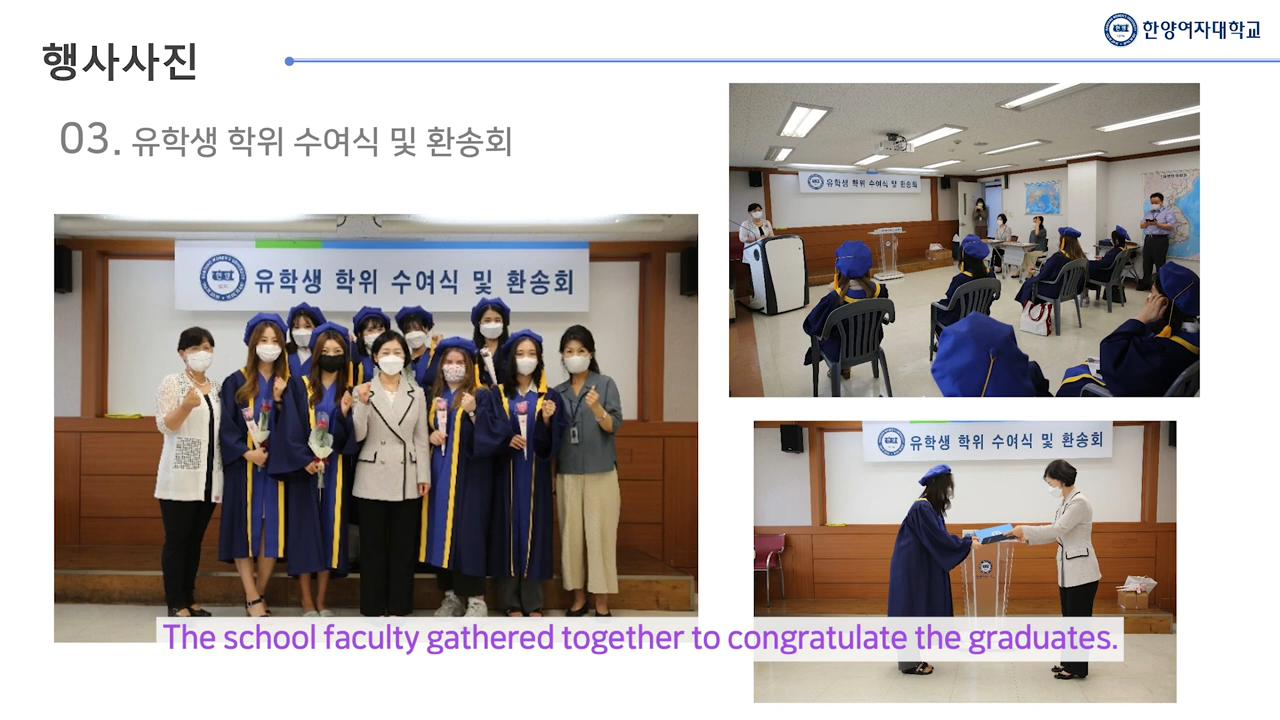 한양여자대학교
행사사진
03. 유학생 학위 수여식 및 환송회
유학생 학위 수여식 및 환송회
유학생 학위 수여식 및 환송회
유학생 학위 수여식 및 환송회
The school faculty gathered together to congratulate the graduates.